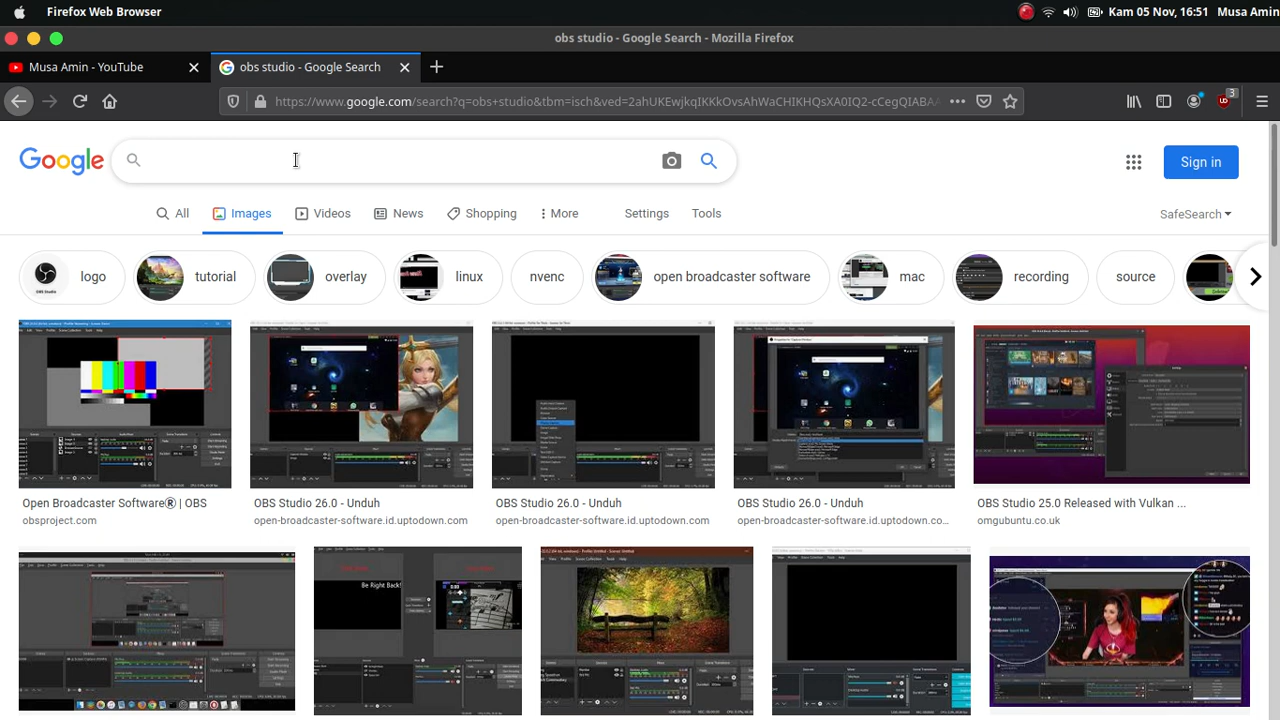 Firefox Web Browser
Kam 05 Nov, 16:51 Musa Amin
obs studio - Google Search - Mozilla Firefox
Musa Amin - YouTube
obs studio - Google Search
https://www.google.com/search?q=obs+studio&tbm=isch&ved=2ahUKEwjkqIKKkOvsAhWaCHIKHQsXA0IQ2-cCegQIABAA
3
Google
Sign in
All Images Videos News Shopping More Settings Tools
SafeSearch
logo tutorial overlay linux nvenc open broadcaster software mac recording source
Open Broadcaster Software® | OBS
obsproject.com
OBS Studio 26.0 - Unduh
open-broadcaster-software.id.uptodown.com
OBS Studio 26.0 - Unduh
open-broadcaster-software.id.uptodown.com
OBS Studio 26.0 - Unduh
open-broadcaster-software.id.uptodown.co...
OBS Studio 25.0 Released with Vulkan ...
omgubuntu.co.uk
Be Right Back!